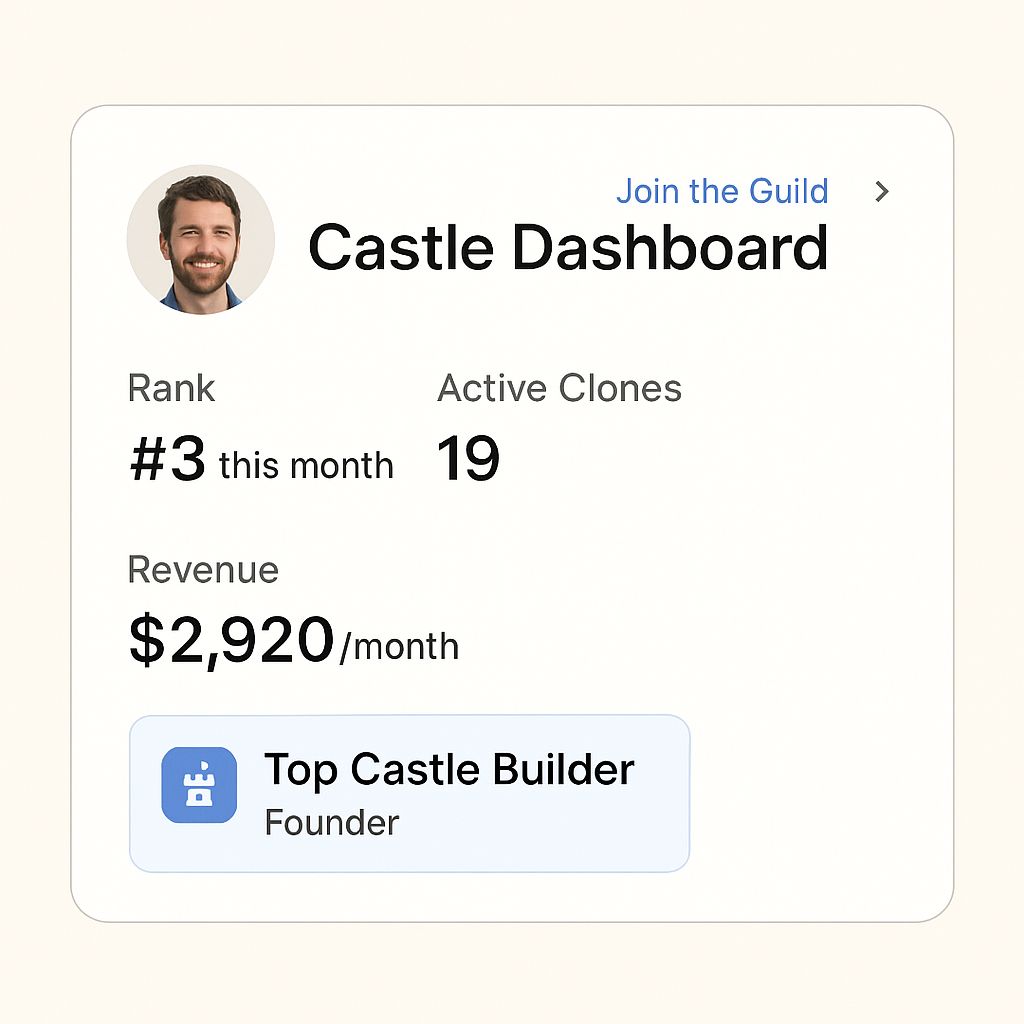 Join the Guild
Castle Dashboard
Rank
#3 this month
Active Clones
19
Revenue
$2,920/month
Top Castle Builder
Founder